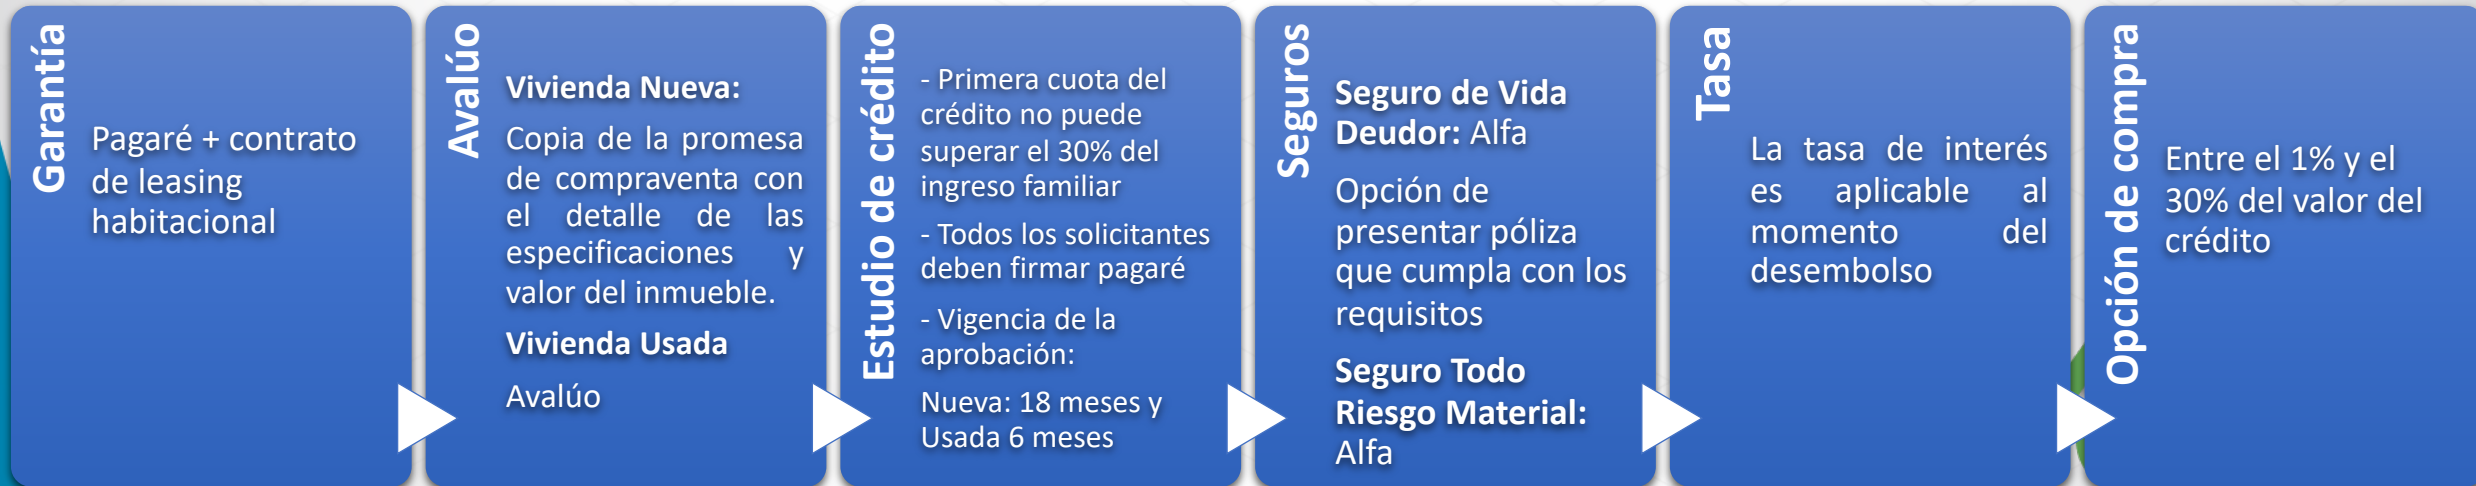 Garantía
Pagaré + contrato
de leasing
habitacional
Avalúo
Vivienda Nueva:
Copia de la promesa
de compraventa con
el detalle de las
especificaciones y
valor del inmueble.
Vivienda Usada
Avalúo
Estudio de crédito
- Primera cuota del
crédito no puede
superar el 30% del
ingreso familiar
- Todos los solicitantes
deben firmar pagaré
- Vigencia de la
aprobación:
Nueva: 18 meses y
Usada 6 meses
Seguros
Seguro de Vida
Deudor: Alfa
Opción de
presentar póliza
que cumpla con los
requisitos
Seguro Todo
Riesgo Material:
Alfa
Tasa
La tasa de interés
es aplicable al
momento del
desembolso
Opción de compra
Entre el 1% y el
30% del valor del
crédito